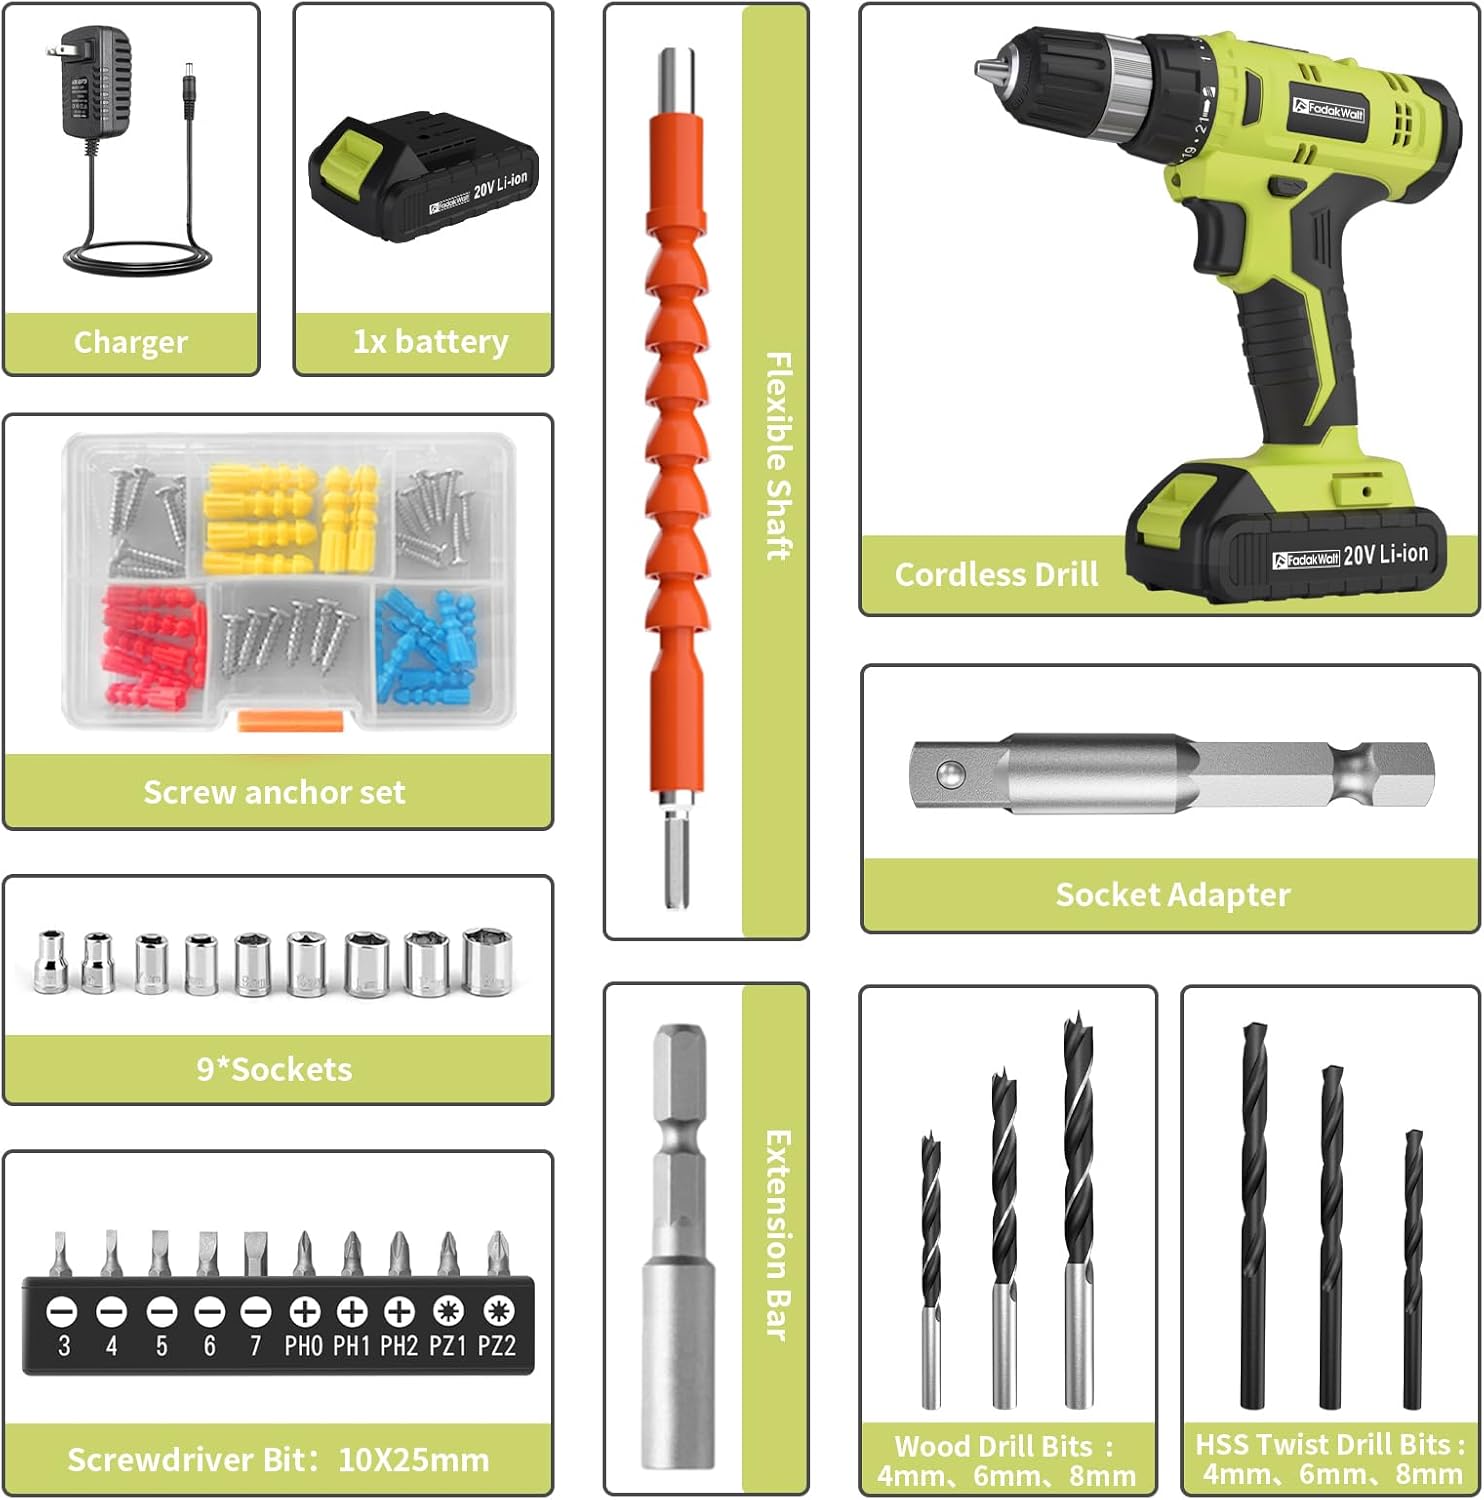 Charger
FadakWalt 20V Li-ion
1x battery
Flexible Shaft
1
19 · 21
FadakWalt
FadakWalt 20V Li-ion
Cordless Drill
Screw anchor set
Socket Adapter
9*Sockets
Extension Bar
3 4 5 6 7 PH0 PH1 PH2 PZ1 PZ2
Screwdriver Bit: 10X25mm
Wood Drill Bits :
4mm、6mm、8mm
HSS Twist Drill Bits :
4mm、6mm、8mm